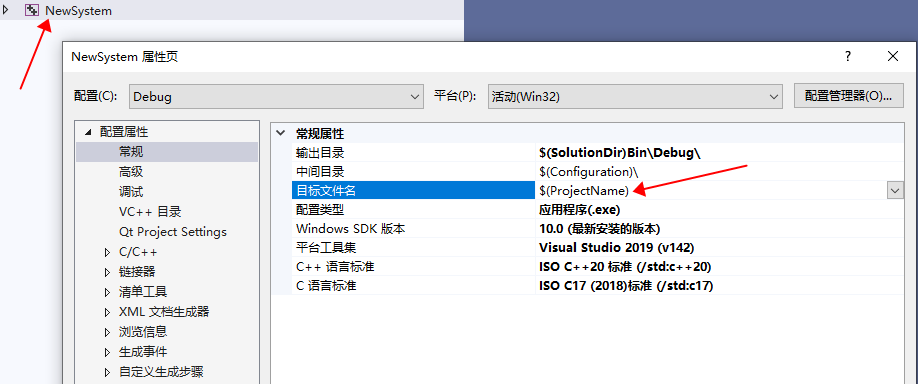 NewSystem
NewSystem 属性页
配置(C): Debug 平台(P): 活动(Win32) 配置管理器(O)...
配置属性
常规
高级
调试
VC++ 目录
Qt Project Settings
C/C++
链接器
清单工具
XML 文档生成器
浏览信息
生成事件
自定义生成步骤
常规属性
输出目录 $(SolutionDir)Bin\Debug\
中间目录 $(Configuration)\
目标文件名 $(ProjectName)
配置类型 应用程序(.exe)
Windows SDK 版本 10.0 (最新安装的版本)
平台工具集 Visual Studio 2019 (v142)
C++ 语言标准 ISO C++20 标准 (/std:c++20)
C 语言标准 ISO C17 (2018)标准 (/std:c17)